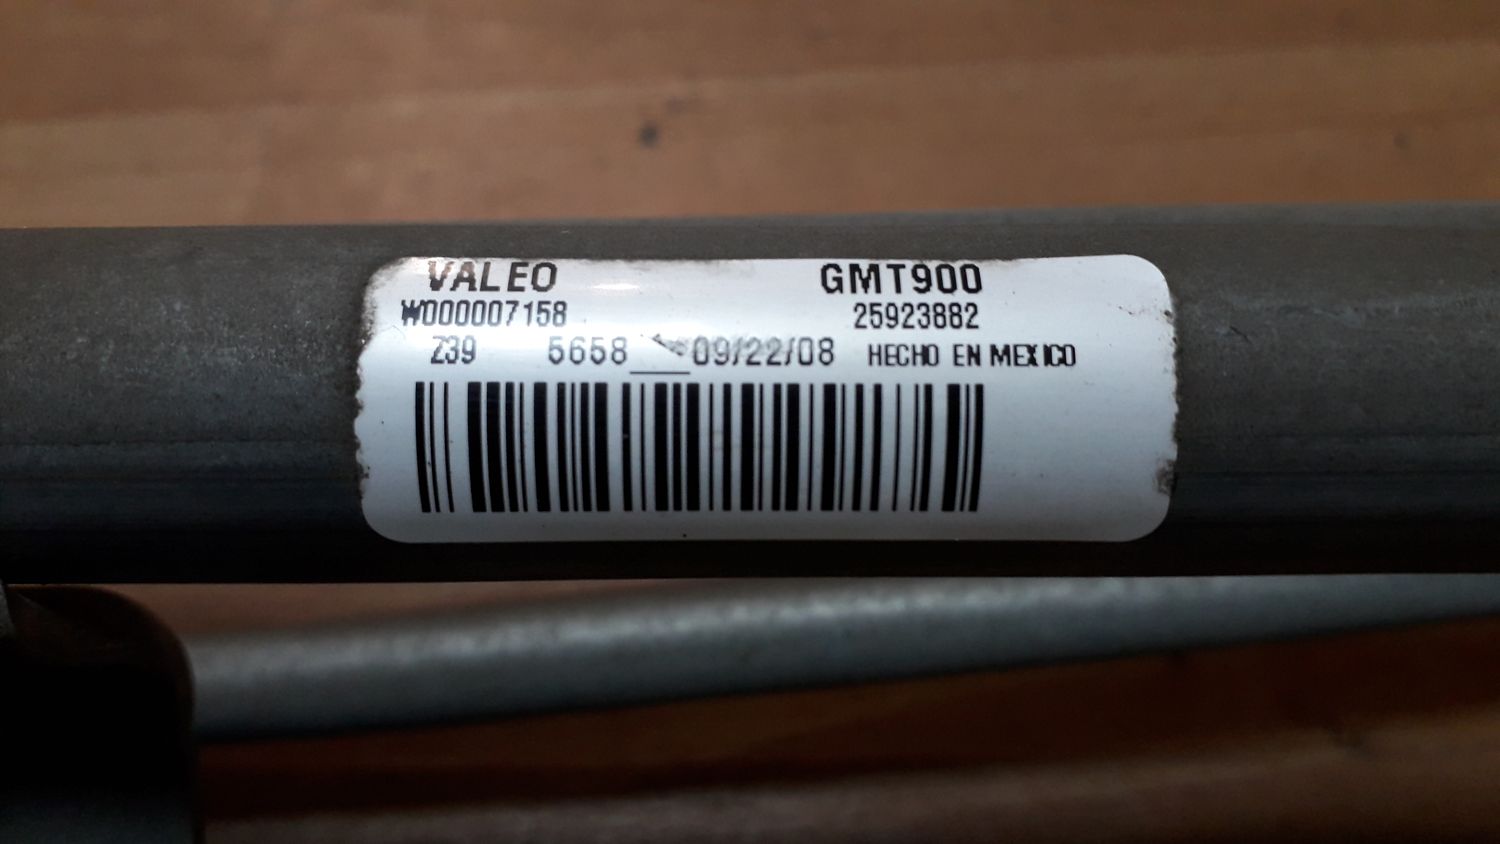 VALEO GMT900
W000007158 25923882
Z39 5658 09/22/08 HECHO EN MEXICO